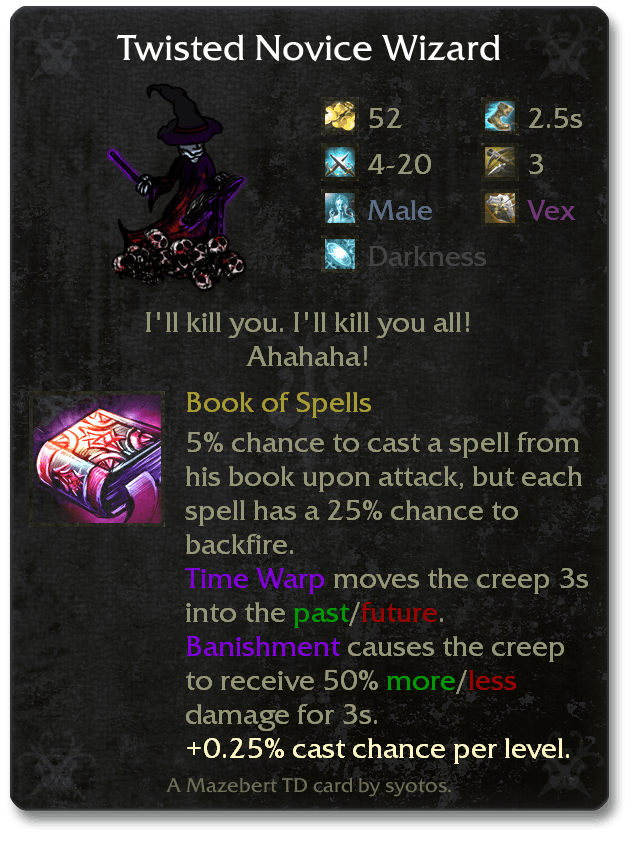 Twisted Novice Wizard
52 2.5s
4-20 3
Male Vex
Darkness
I'll kill you. I'll kill you all!
Ahahaha!
Book of Spells
5% chance to cast a spell from
his book upon attack, but each
spell has a 25% chance to
backfire.
Time Warp moves the creep 3s
into the past/future.
Banishment causes the creep
to receive 50% more/less
damage for 3s.
+0.25% cast chance per level.
A Mazebert TD card by syotos.